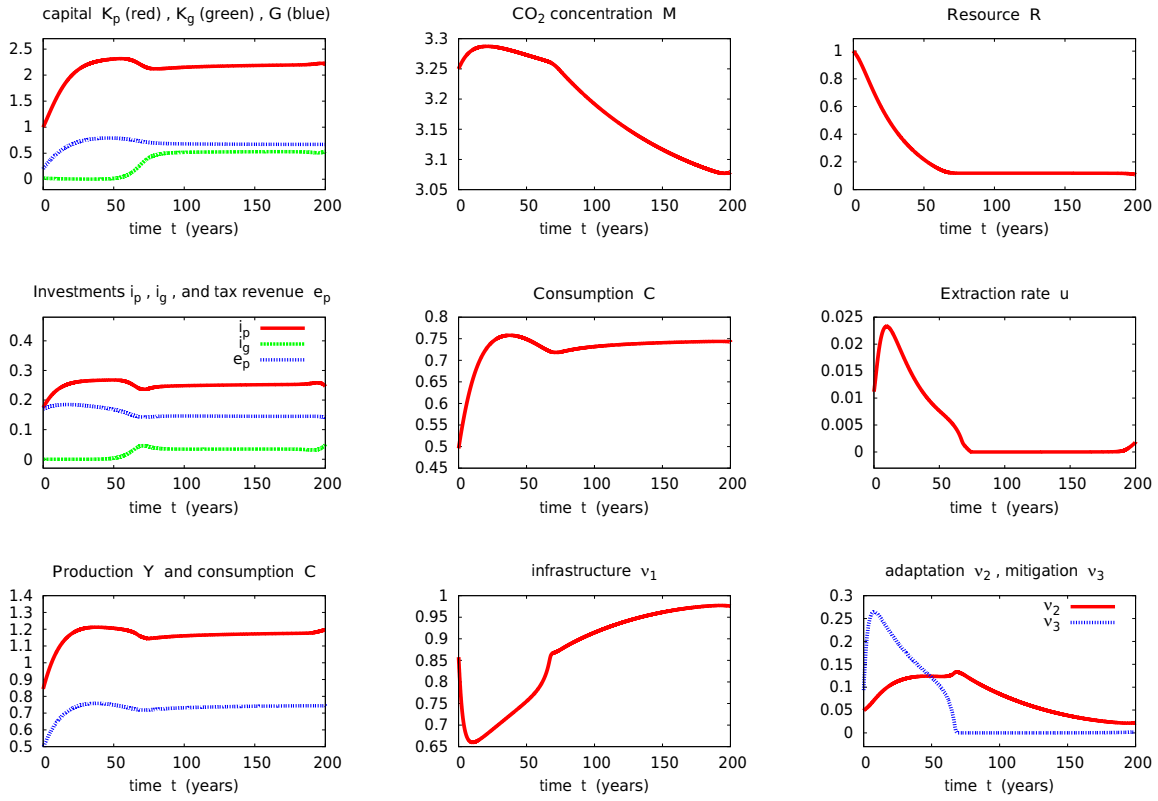 capital K_p (red) , K_g (green) , G (blue)
2.5
2
1.5
1
0.5
0
0 50 100 150 200
time t (years)
CO₂ concentration M
3.3
3.25
3.2
3.15
3.1
3.05
0 50 100 150 200
time t (years)
Resource R
1
0.8
0.6
0.4
0.2
0
0 50 100 150 200
time t (years)
Investments i_p , i_g , and tax revenue e_p
0.4
0.3
0.2
0.1
0
i_p
i_g
e_p
0 50 100 150 200
time t (years)
Consumption C
0.8
0.75
0.7
0.65
0.6
0.55
0.5
0.45
0 50 100 150 200
time t (years)
Extraction rate u
0.025
0.02
0.015
0.01
0.005
0
0 50 100 150 200
time t (years)
Production Y and consumption C
1.4
1.3
1.2
1.1
1
0.9
0.8
0.7
0.6
0.5
0 50 100 150 200
time t (years)
infrastructure ν₁
1
0.95
0.9
0.85
0.8
0.75
0.7
0.65
0 50 100 150 200
time t (years)
adaptation ν₂ , mitigation ν₃
0.3
0.25
0.2
0.15
0.1
0.05
0
ν₂
ν₃
0 50 100 150 200
time t (years)